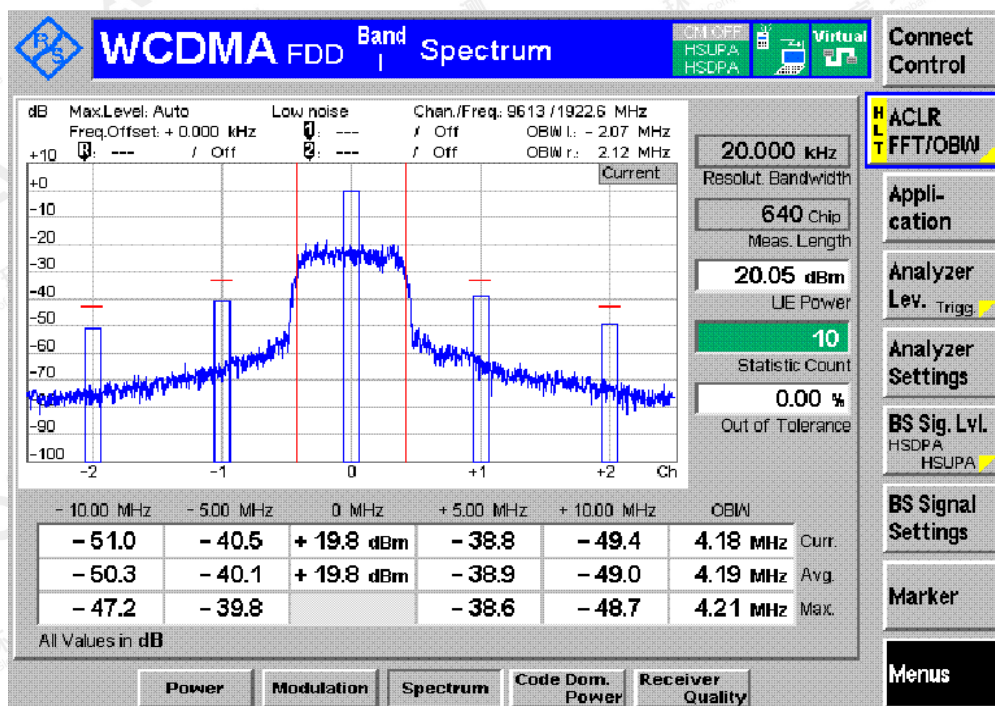 R S
WCDMA FDD Band I Spectrum
CM OFF
HSUPA
HSDPA
Virtual
Connect
Control
dB Max.Level: Auto Low noise Chan./Freq.: 9613 / 1922.6 MHz
Freq.Offset: + 0.000 kHz 1: --- / Off OBW l.: - 2.07 MHz
3: --- / Off 2: --- / Off OBW r.: 2.12 MHz
Current
+10
+0
-10
-20
-30
-40
-50
-60
-70
-90
-100
-2 -1 0 +1 +2 Ch
20.000 kHz
Resolut. Bandwidth
640 Chip
Meas. Length
20.05 dBm
UE Power
10
Statistic Count
0.00 %
Out of Tolerance
- 10.00 MHz - 5.00 MHz 0 MHz + 5.00 MHz + 10.00 MHz OBW
- 51.0 - 40.5 + 19.8 dBm - 38.8 - 49.4 4.18 MHz Curr.
- 50.3 - 40.1 + 19.8 dBm - 38.9 - 49.0 4.19 MHz Avg.
- 47.2 - 39.8 - 38.6 - 48.7 4.21 MHz Max.
All Values in dB
HLT
ACLR
FFT/OBW
Appli-
cation
Analyzer
Lev. Trigg.
Analyzer
Settings
BS Sig. Lvl.
HSDPA
HSUPA
BS Signal
Settings
Marker
Menus
Power Modulation Spectrum Code Dom. Power Receiver Quality